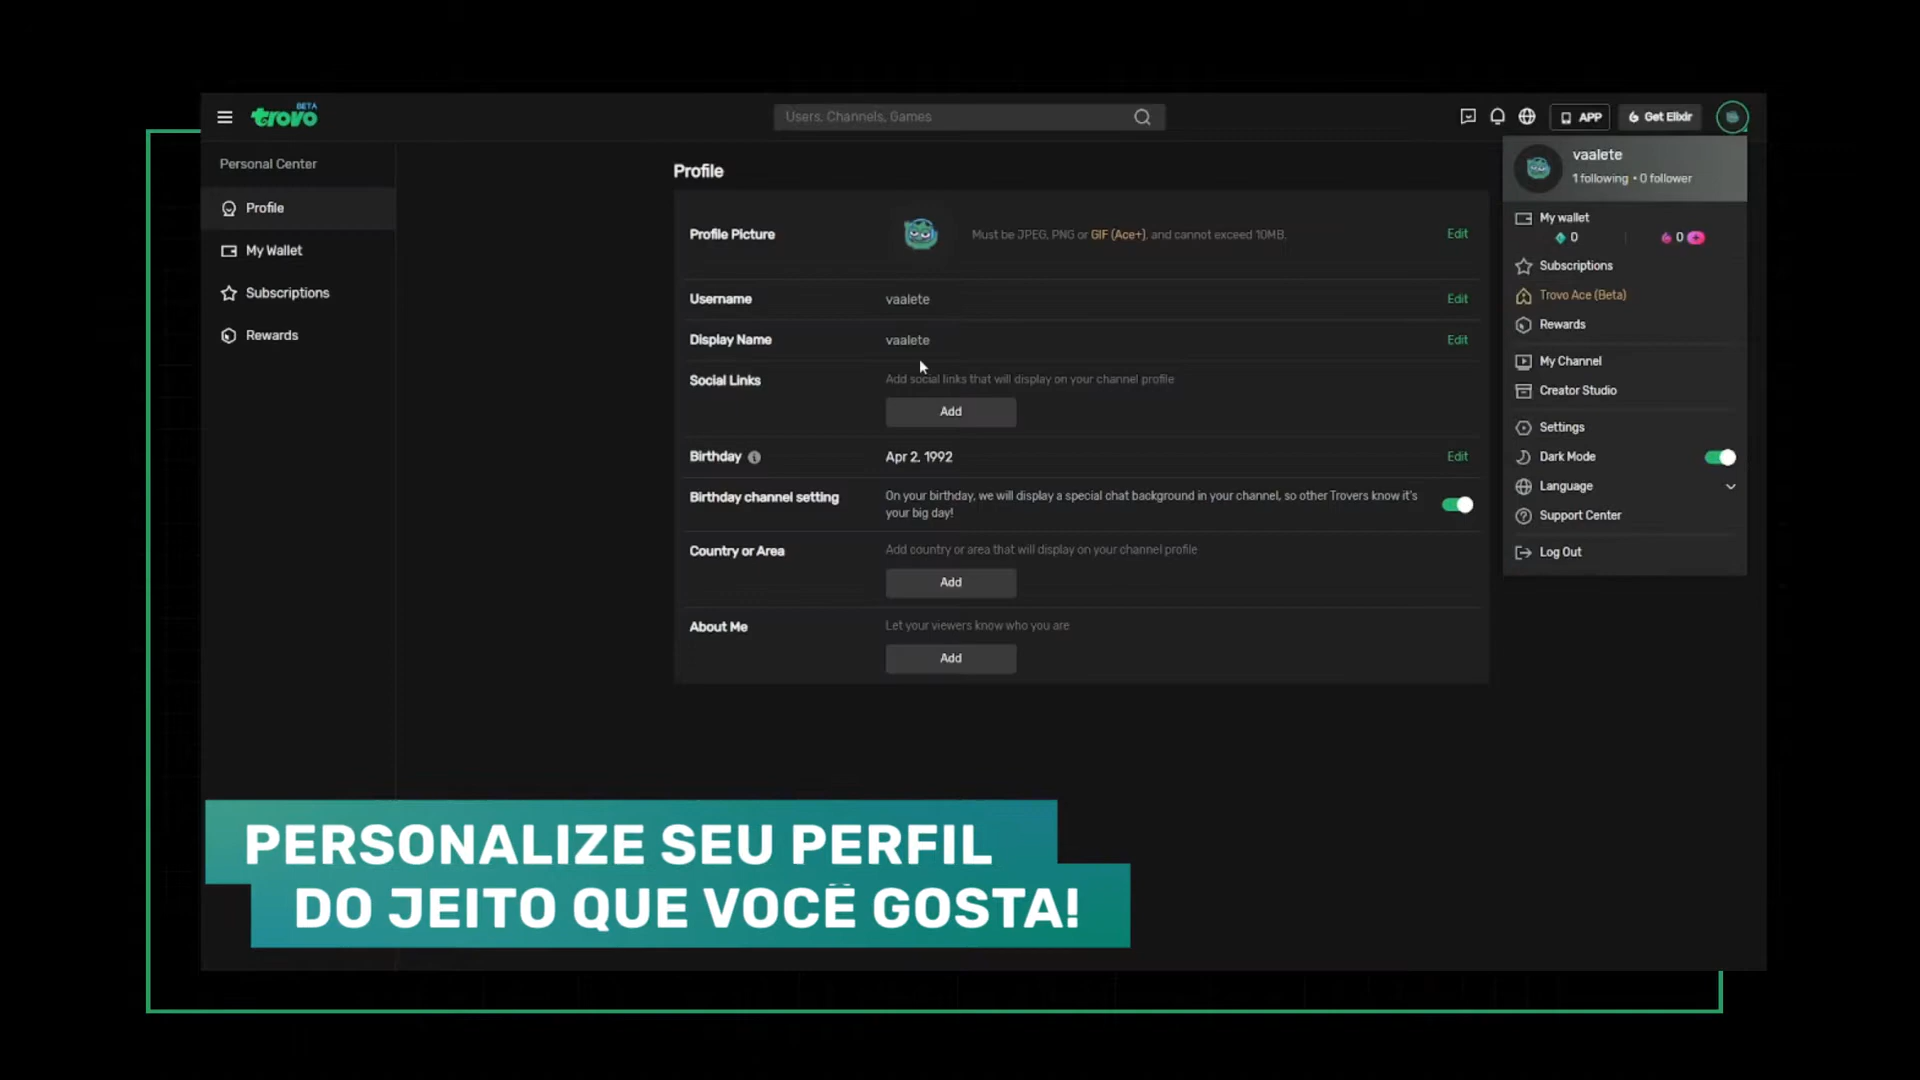 BETA
trovo
Users, Channels, Games
APP
Get Elixir
Personal Center
Profile
My Wallet
Subscriptions
Rewards
Profile
Profile Picture
Must be JPEG, PNG or GIF (Ace+), and cannot exceed 10MB.
Edit
Username
vaalete
Edit
Display Name
vaalete
Edit
Social Links
Add social links that will display on your channel profile
Add
Birthday
Apr 2, 1992
Edit
Birthday channel setting
On your birthday, we will display a special chat background in your channel, so other Trovers know it's
your big day!
Country or Area
Add country or area that will display on your channel profile
Add
About Me
Let your viewers know who you are
Add
vaalete
1 following • 0 follower
My wallet
0
0
Subscriptions
Trovo Ace (Beta)
Rewards
My Channel
Creator Studio
Settings
Dark Mode
Language
Support Center
Log Out
PERSONALIZE SEU PERFIL
DO JEITO QUE VOCÊ GOSTA!